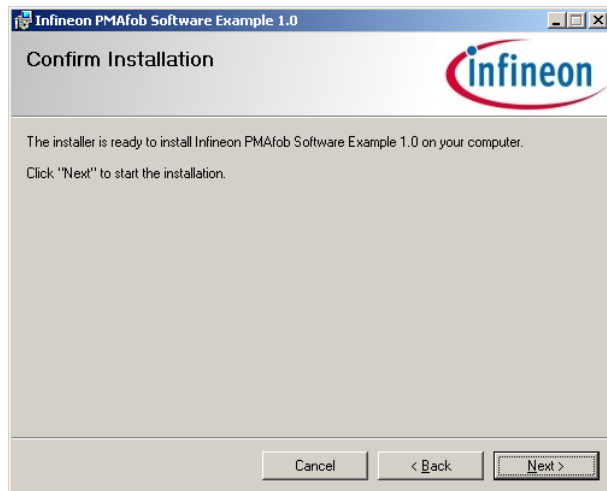 Infineon PMAfob Software Example 1.0
Confirm Installation
infineon
The installer is ready to install Infineon PMAfob Software Example 1.0 on your computer.
Click "Next" to start the installation.
Cancel
< Back
Next >